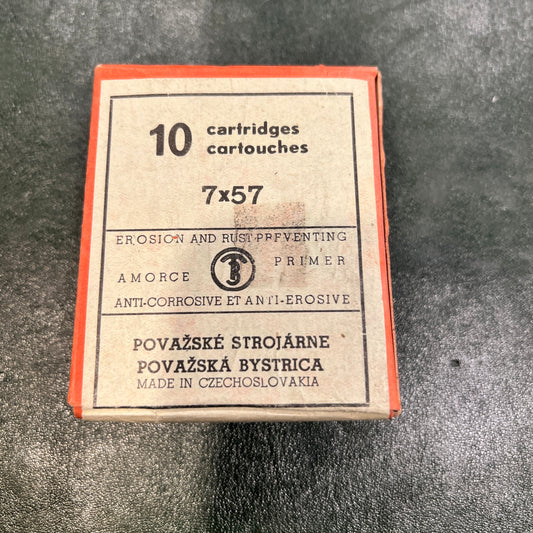 10 cartridges
cartouches
7x57
EROSION AND RUST-PREVENTING
AMORCE PRIMER
ANTI-CORROSIVE ET ANTI-EROSIVE
POVAŽSKÉ STROJÁRNE
POVAŽSKÁ BYSTRICA
MADE IN CZECHOSLOVAKIA